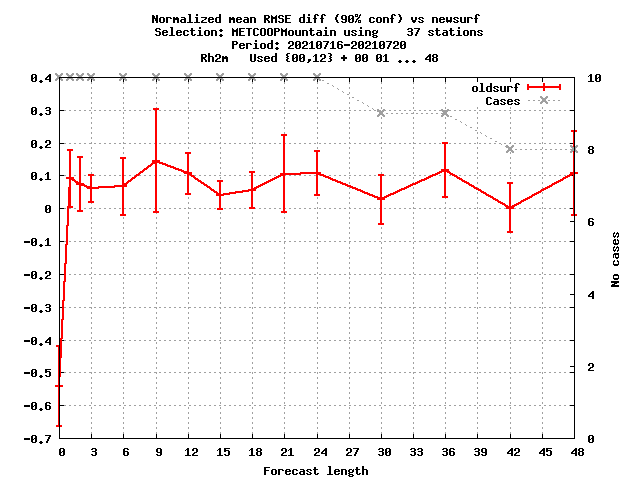 Normalized mean RMSE diff (90% conf) vs newsurf
Selection: METCOOPMountain using    37 stations
Period: 20210716-20210720
Rh2m   Used {00,12} + 00 01 ... 48
oldsurf
Cases
0.4
0.3
0.2
0.1
0
-0.1
-0.2
-0.3
-0.4
-0.5
-0.6
-0.7
10
8
6
4
2
0
No cases
0 3 6 9 12 15 18 21 24 27 30 33 36 39 42 45 48
Forecast length